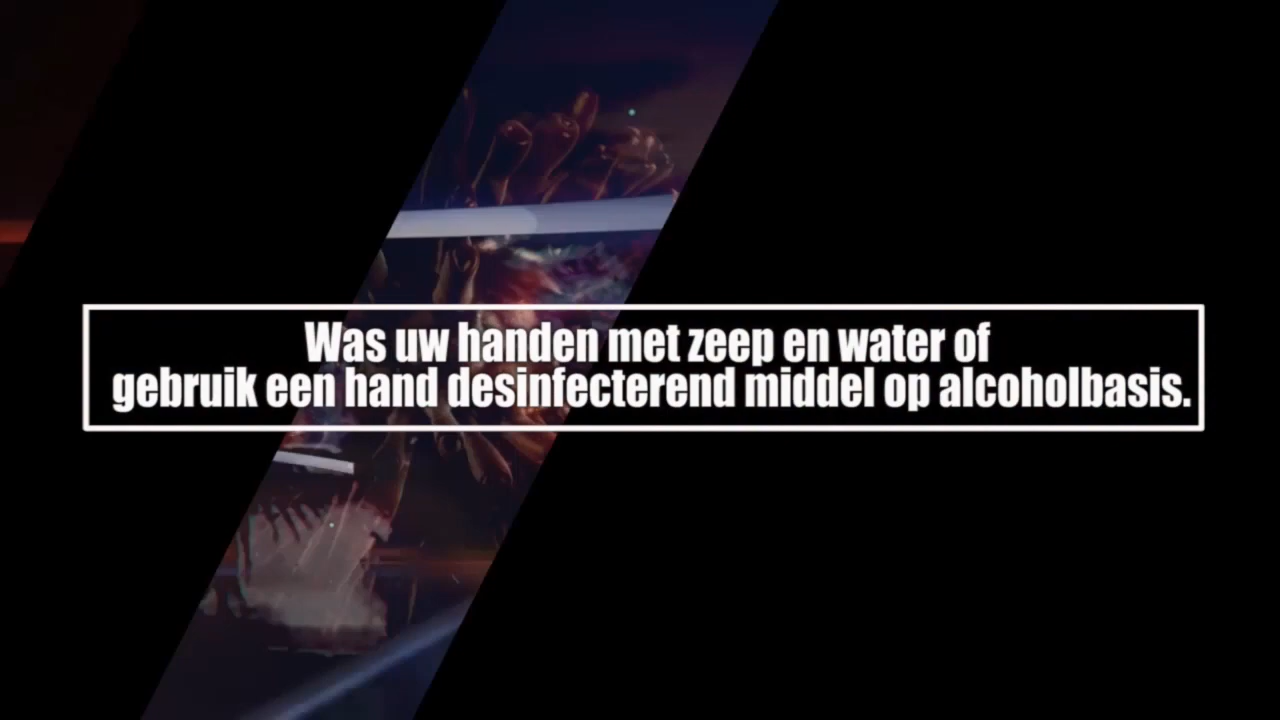 Was uw handen met zeep en water of
gebruik een hand desinfecterend middel op alcoholbasis.